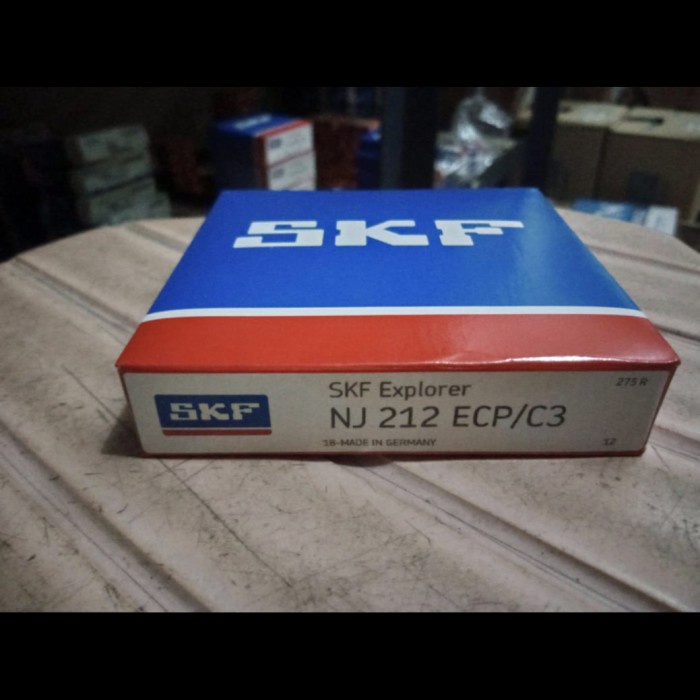 SKF
SKF Explorer
275 R
SKF
NJ 212 ECP/C3
18-MADE IN GERMANY
12